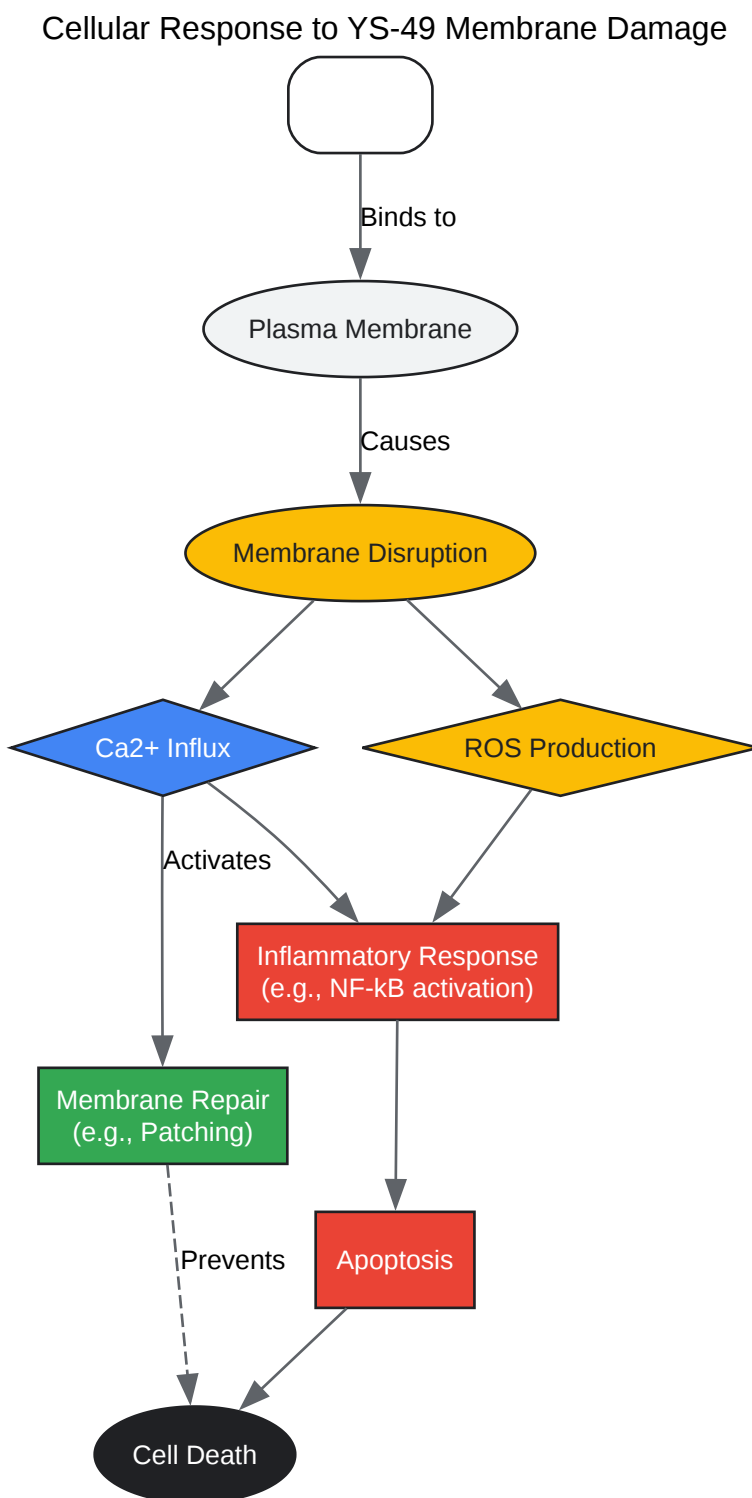 Cellular Response to YS-49 Membrane Damage
Binds to
Plasma Membrane
Causes
Membrane Disruption
Ca2+ Influx
ROS Production
Activates
Inflammatory Response
(e.g., NF-kB activation)
Membrane Repair
(e.g., Patching)
Prevents
Apoptosis
Cell Death